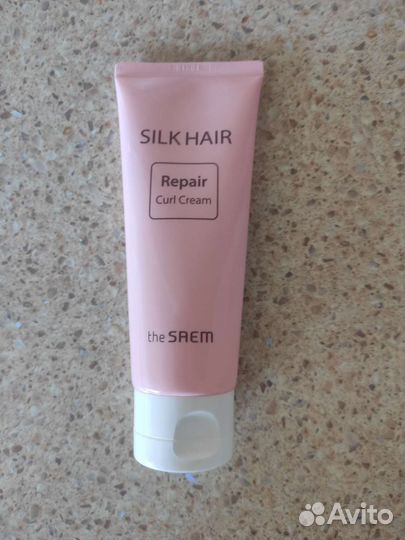 SILK HAIR
Repair
Curl Cream
the SAEM
Avito